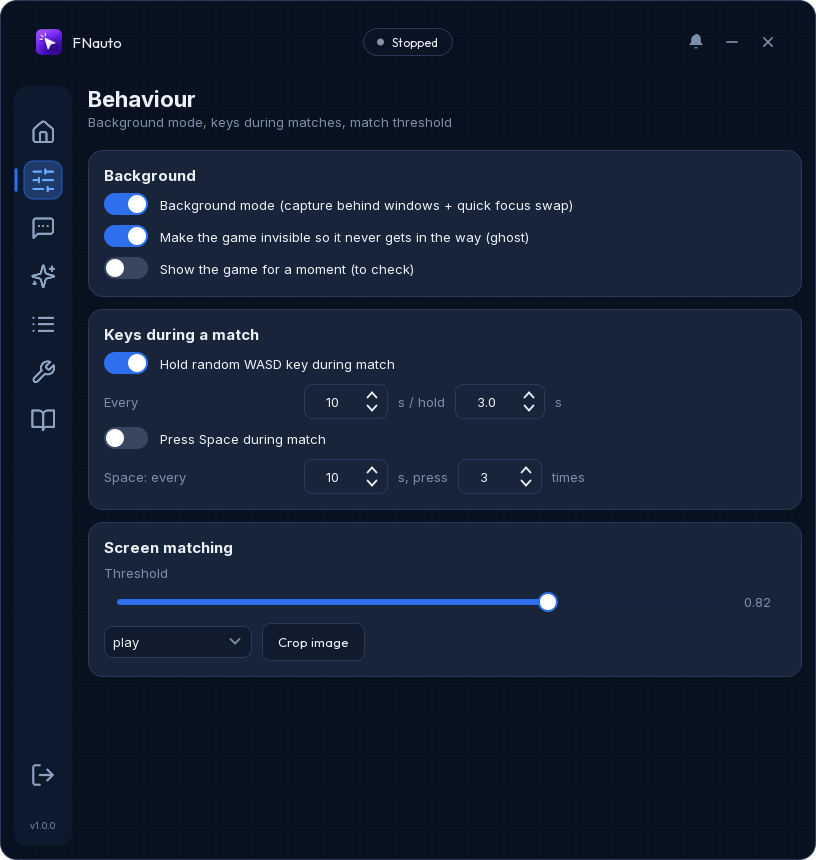 FNauto
Stopped
Behaviour
Background mode, keys during matches, match threshold
Background
Background mode (capture behind windows + quick focus swap)
Make the game invisible so it never gets in the way (ghost)
Show the game for a moment (to check)
Keys during a match
Hold random WASD key during match
Every 10 s / hold 3.0 s
Press Space during match
Space: every 10 s, press 3 times
Screen matching
Threshold
0.82
play Crop image
v1.0.0